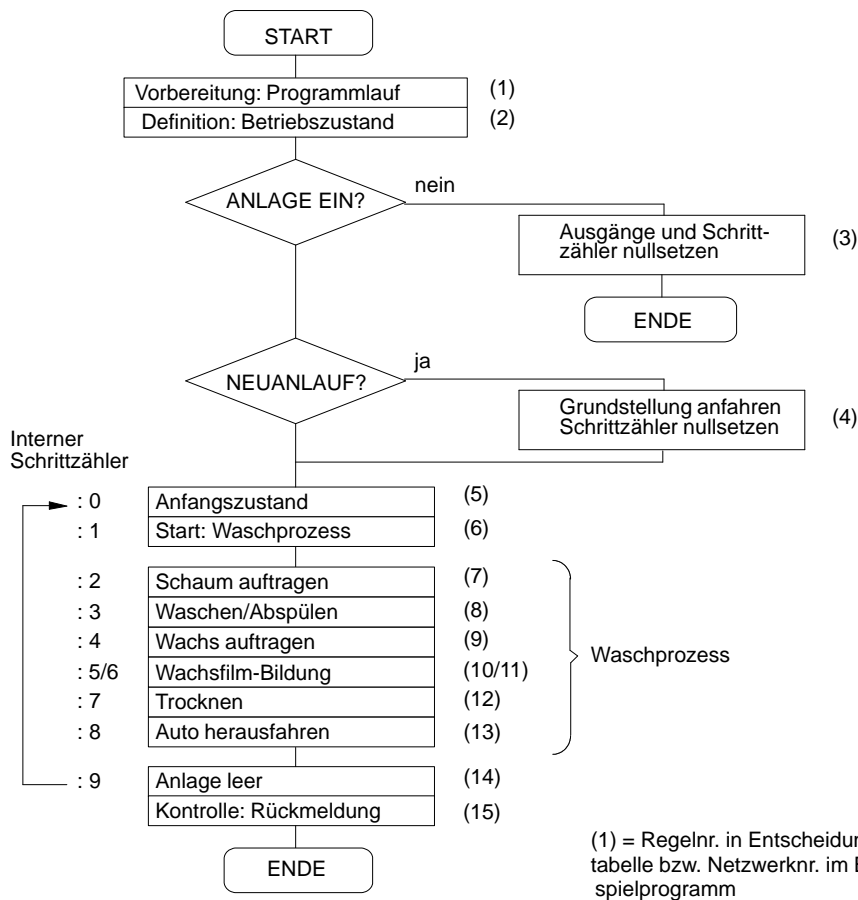 START
Vorbereitung: Programmlauf (1)
Definition: Betriebszustand (2)
ANLAGE EIN?
nein
Ausgänge und Schritt-
zähler nullsetzen
(3)
ENDE
NEUANLAUF?
ja
Grundstellung anfahren
Schrittzähler nullsetzen
(4)
Interner
Schrittzähler
: 0 Anfangszustand (5)
: 1 Start: Waschprozess (6)
: 2 Schaum auftragen (7)
: 3 Waschen/Abspülen (8)
: 4 Wachs auftragen (9)
: 5/6 Wachsfilm-Bildung (10/11)
: 7 Trocknen (12)
: 8 Auto herausfahren (13)
Waschprozess
: 9 Anlage leer (14)
Kontrolle: Rückmeldung (15)
ENDE
(1) = Regelnr. in
tabelle bzw. Netzwerknr. im
spielprogramm